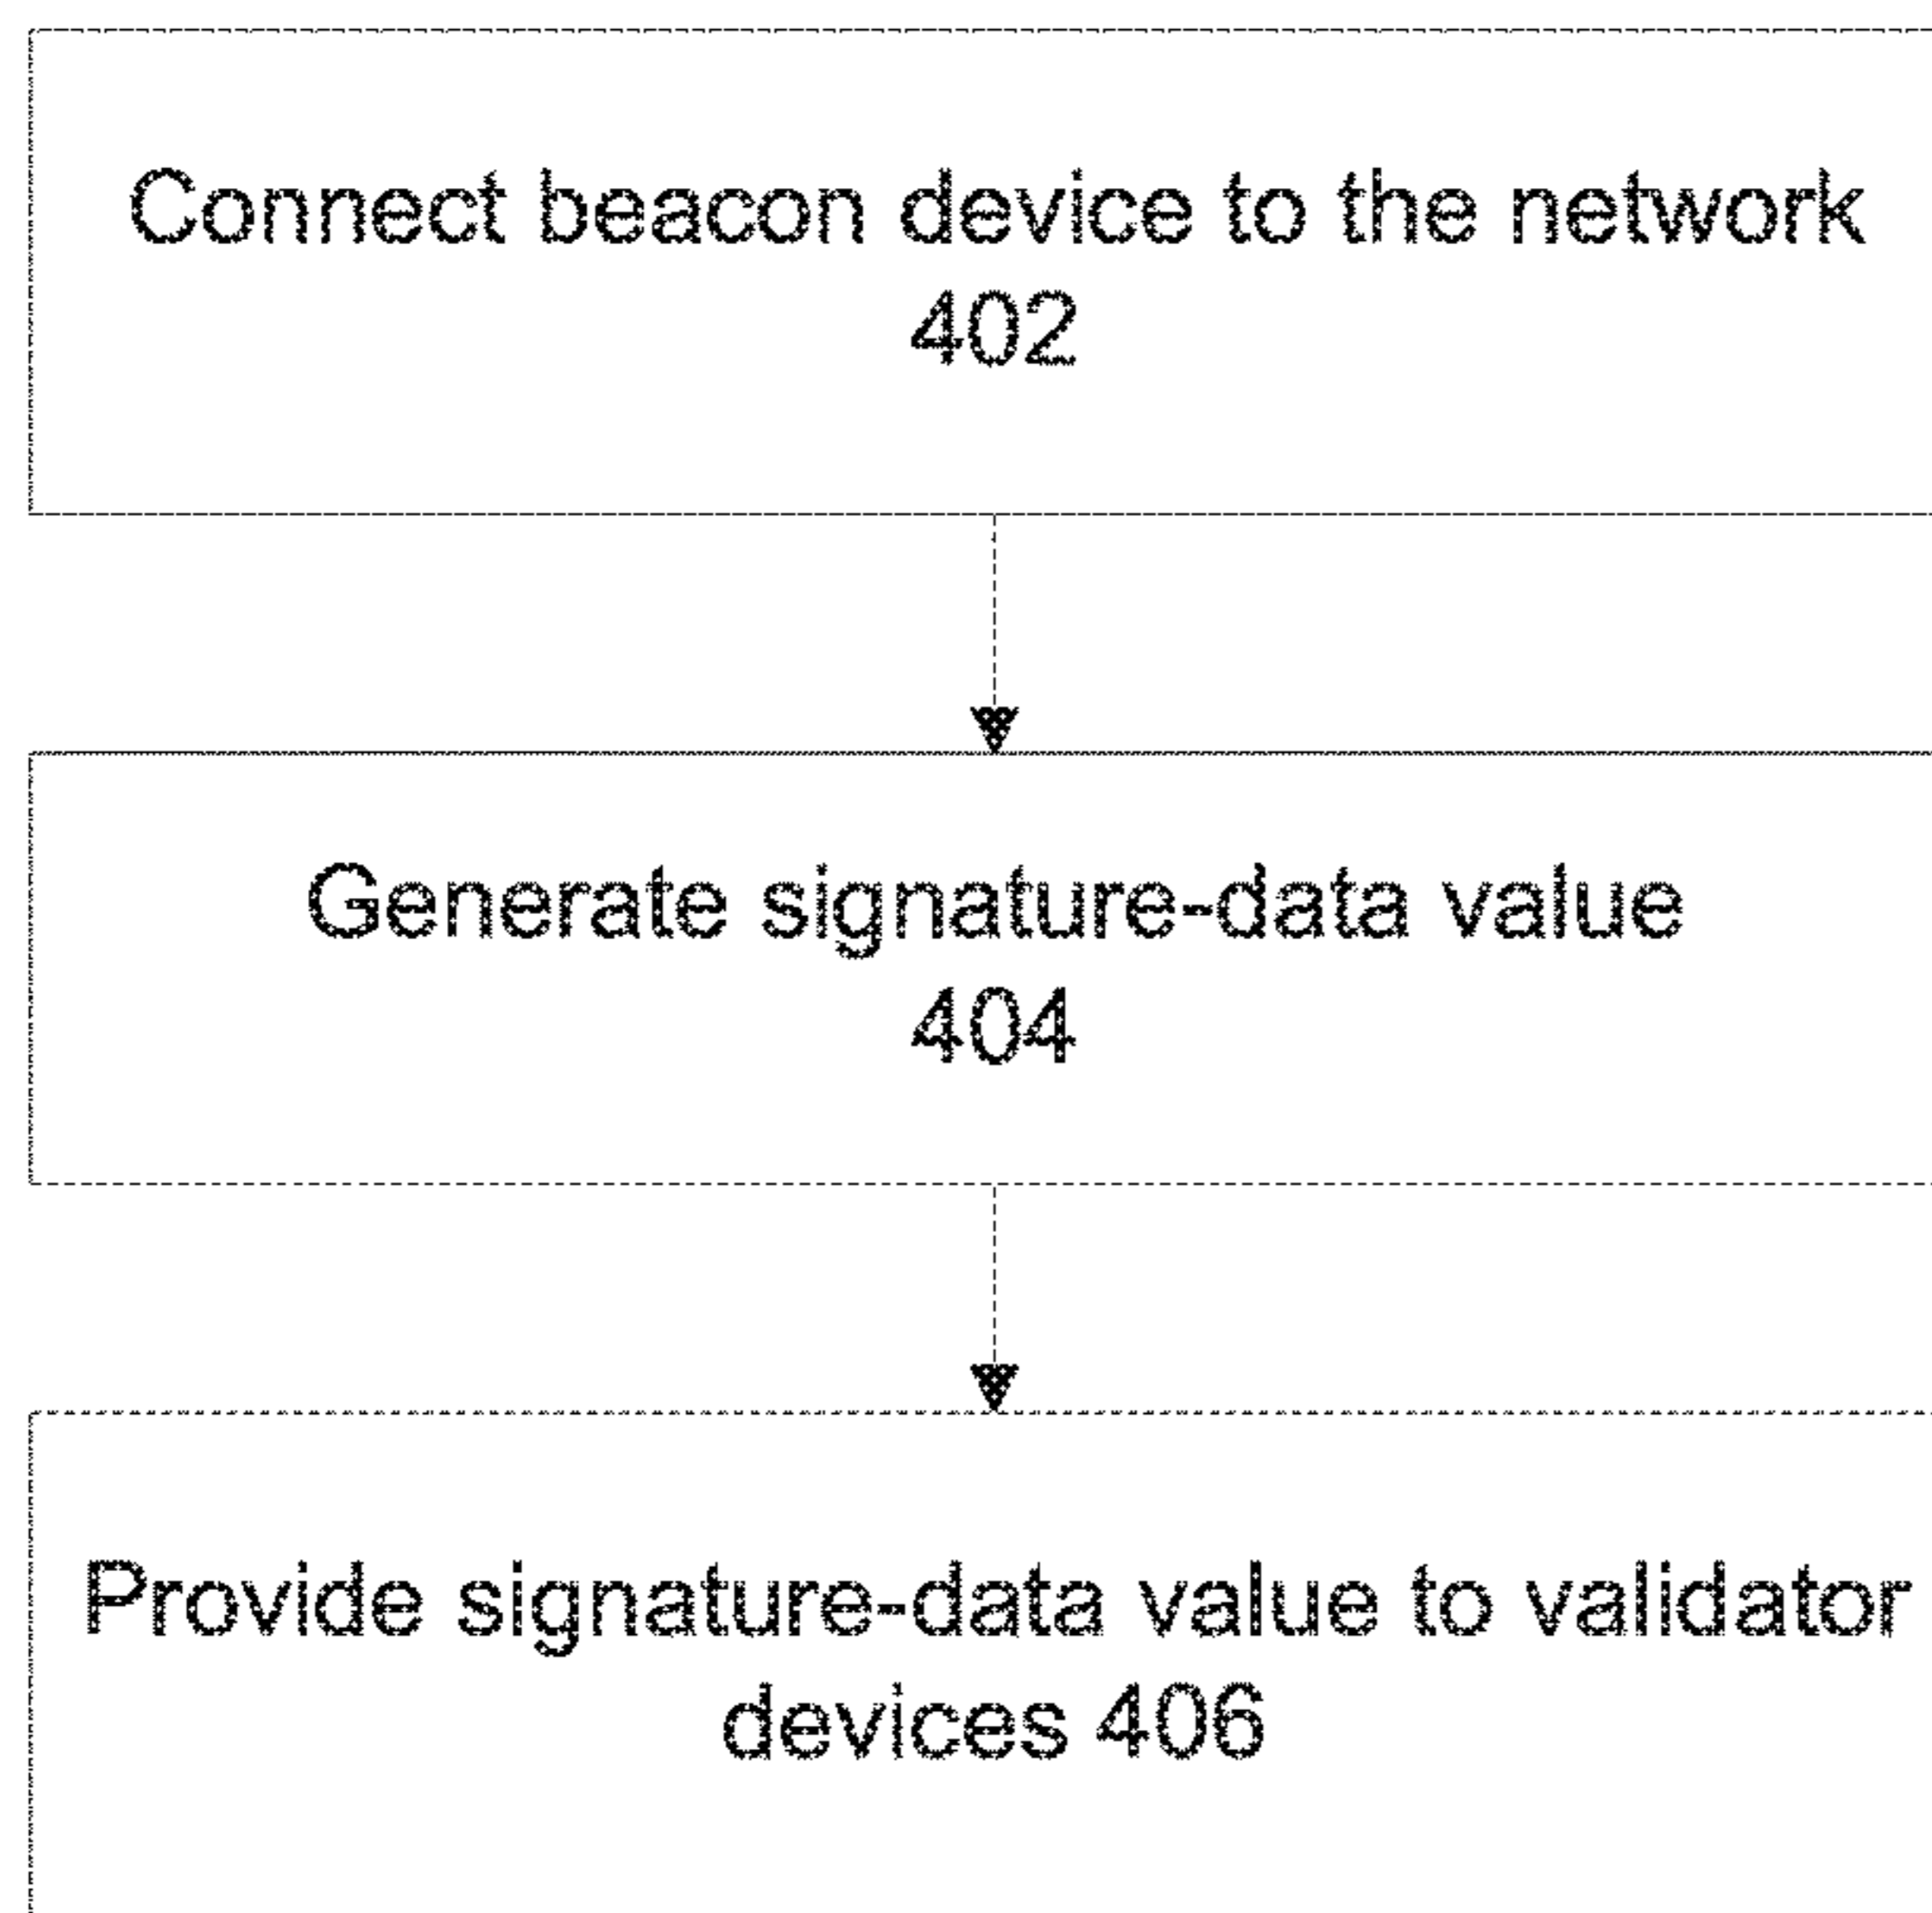 Connect beacon device to the network
402
Generate signature-data value
404
Provide signature-data value to validator
devices 406